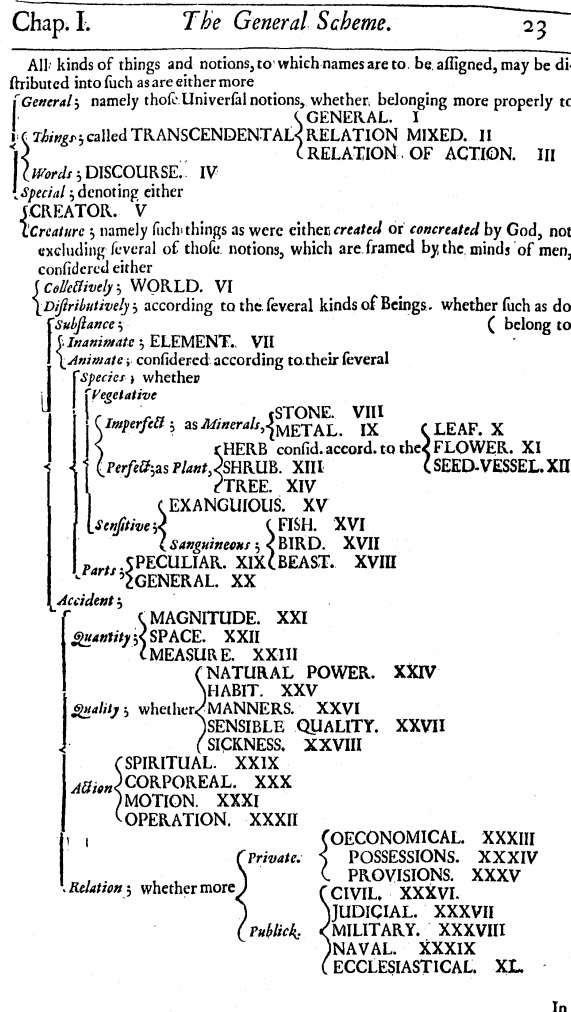 Chap. I. The General Scheme. 23
All kinds of things and notions, to which names are to be aſſigned, may be di-
ſtributed into ſuch as are either more
General; namely thoſe Univerſal notions, whether belonging more properly to
GENERAL. I
Things; called TRANSCENDENTAL RELATION MIXED. II
RELATION OF ACTION. III
Words; DISCOURSE. IV
Special; denoting either
CREATOR. V
Creature; namely ſuch things as were either created or concreated by God, not
excluding ſeveral of thoſe notions, which are framed by the minds of men,
conſidered either
Collectively; WORLD. VI
Diſtributively; according to the ſeveral kinds of Beings. whether ſuch as do
Subſtance; ( belong to
Inanimate; ELEMENT. VII
Animate; conſidered according to their ſeveral
Species; whether
Vegetative
STONE. VIII
Imperfect; as Minerals, METAL. IX LEAF. X
HERB conſid. accord. to the FLOWER. XI
Perfect; as Plant, SHRUB. XIII SEED-VESSEL. XII
TREE. XIV
EXANGUIOUS. XV
Senſitive; FISH. XVI
Sanguineous; BIRD. XVII
Parts; PECULIAR. XIX BEAST. XVIII
GENERAL. XX
Accident;
MAGNITUDE. XXI
Quantity; SPACE. XXII
MEASURE. XXIII
NATURAL POWER. XXIV
HABIT. XXV
Quality; whether MANNERS. XXVI
SENSIBLE QUALITY. XXVII
SICKNESS. XXVIII
SPIRITUAL. XXIX
Action CORPOREAL. XXX
MOTION. XXXI
OPERATION. XXXII
OECONOMICAL. XXXIII
Private. POSSESSIONS. XXXIV
PROVISIONS. XXXV
Relation; whether more CIVIL. XXXVI.
JUDICIAL. XXXVII
Publick. MILITARY. XXXVIII
NAVAL. XXXIX
ECCLESIASTICAL. XL.
In